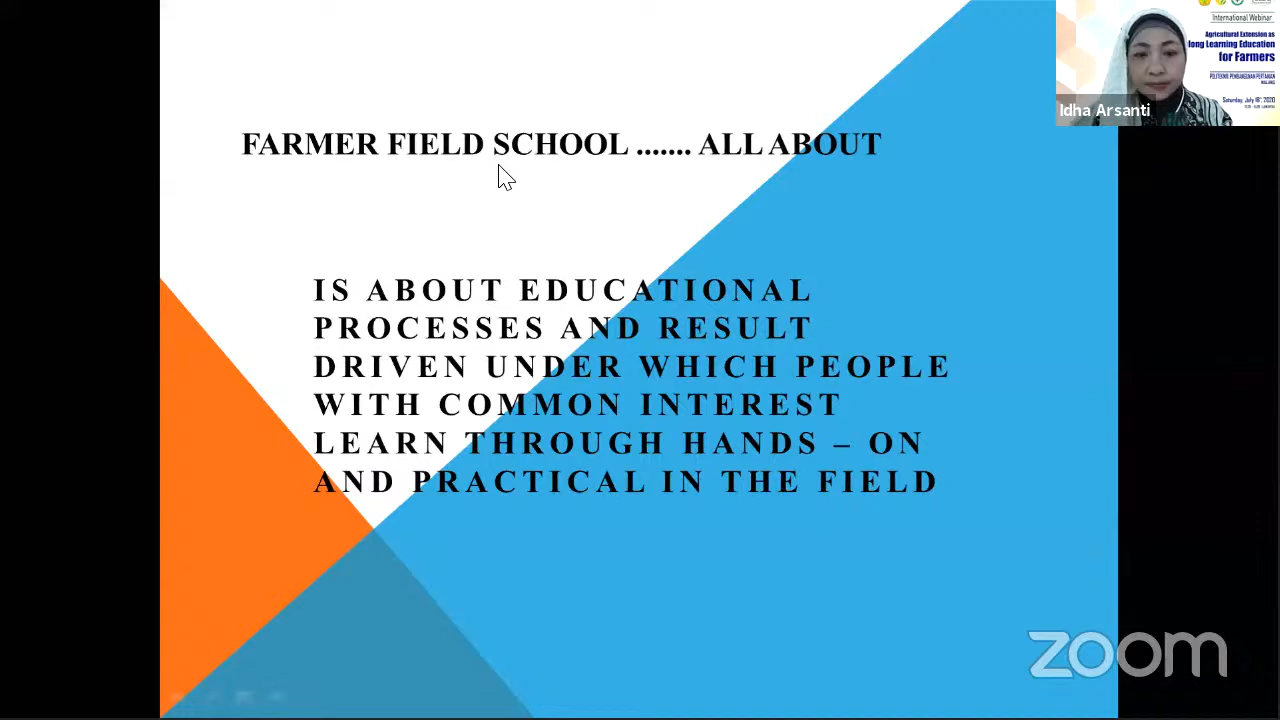 FARMER FIELD SCHOOL ....... ALL ABOUT
IS ABOUT EDUCATIONAL
PROCESSES AND RESULT
DRIVEN UNDER WHICH PEOPLE
WITH COMMON INTEREST
LEARN THROUGH HANDS – ON
AND PRACTICAL IN THE FIELD
International Webinar
Agricultural Extension as
long Learning Education
for Farmers
POLITEKNIK PEMBANGUNAN PERTANIAN
MALANG
Saturday, July 18, 2020
Idha Arsanti
zoom